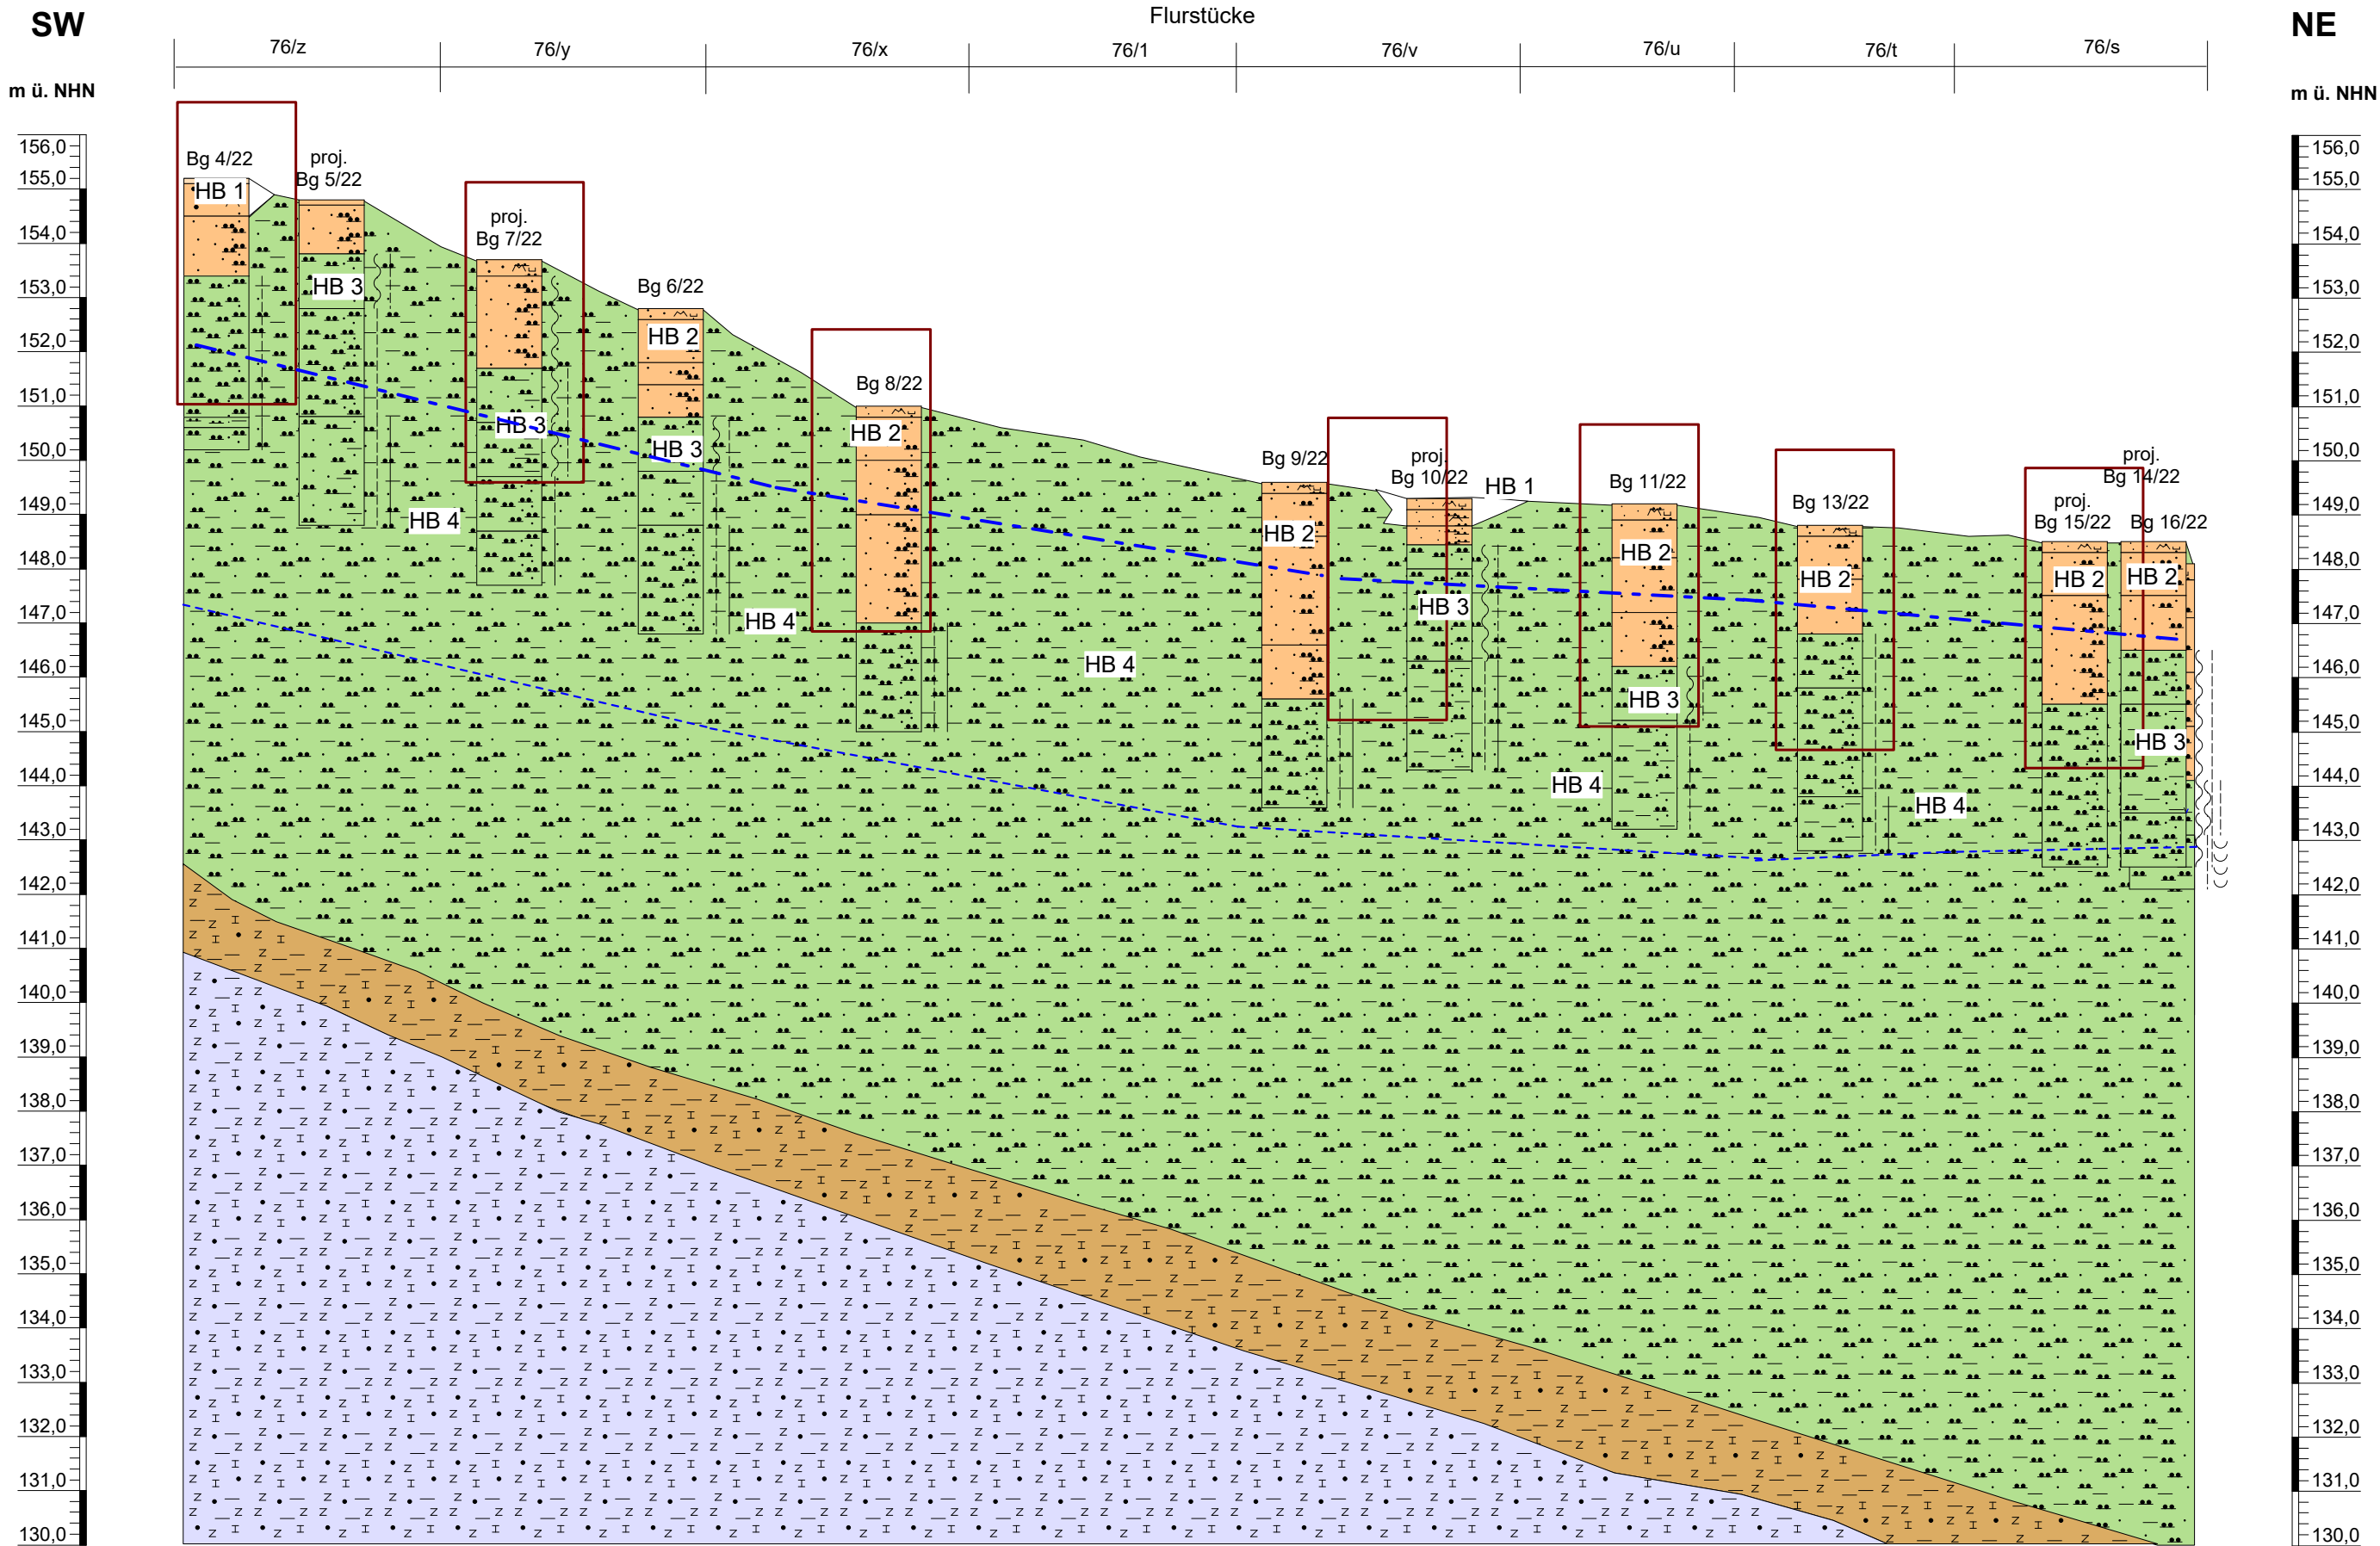 SW
Flurstücke
NE
76/z
76/y
76/x
76/1
76/v
76/u
76/t
76/s
m ü. NHN
m ü. NHN
156,0
155,0
154,0
153,0
152,0
151,0
150,0
149,0
148,0
147,0
146,0
145,0
144,0
143,0
142,0
141,0
140,0
139,0
138,0
137,0
136,0
135,0
134,0
133,0
132,0
131,0
130,0
Bg 4/22
HB 1
proj.
Bg 5/22
HB 3
HB 4
proj.
Bg 7/22
HB 3
Bg 6/22
HB 2
HB 3
HB 4
Bg 8/22
HB 2
HB 4
Bg 9/22
HB 2
proj.
Bg 10/22
HB 1
HB 3
Bg 11/22
HB 2
HB 3
HB 4
Bg 13/22
HB 2
HB 4
proj.
Bg 14/22
proj.
Bg 15/22
HB 2
Bg 16/22
HB 2
HB 3
156,0
155,0
154,0
153,0
152,0
151,0
150,0
149,0
148,0
147,0
146,0
145,0
144,0
143,0
142,0
141,0
140,0
139,0
138,0
137,0
136,0
135,0
134,0
133,0
132,0
131,0
130,0